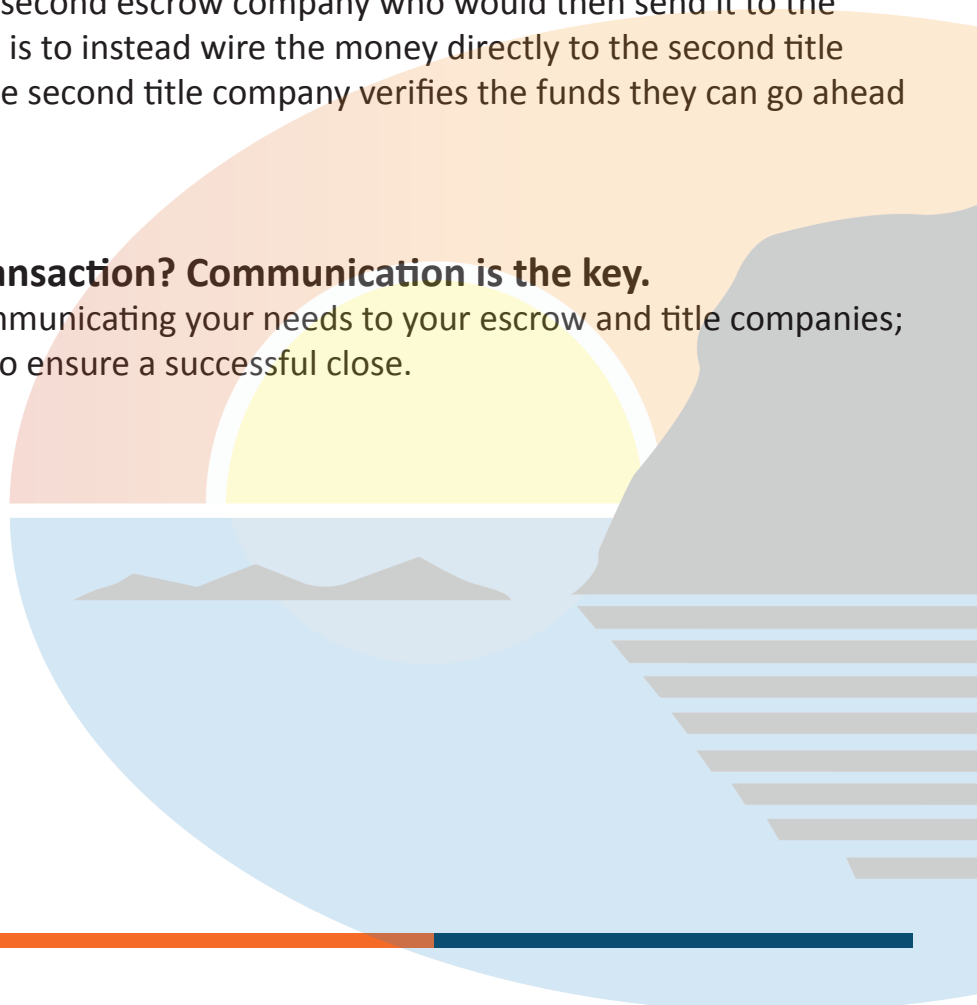 second escrow company who would then send it to the
is to instead wire the money directly to the second title
e second title company verifies the funds they can go ahead
ansaction? Communication is the key.
mmunicating your needs to your escrow and title companies;
o ensure a successful close.